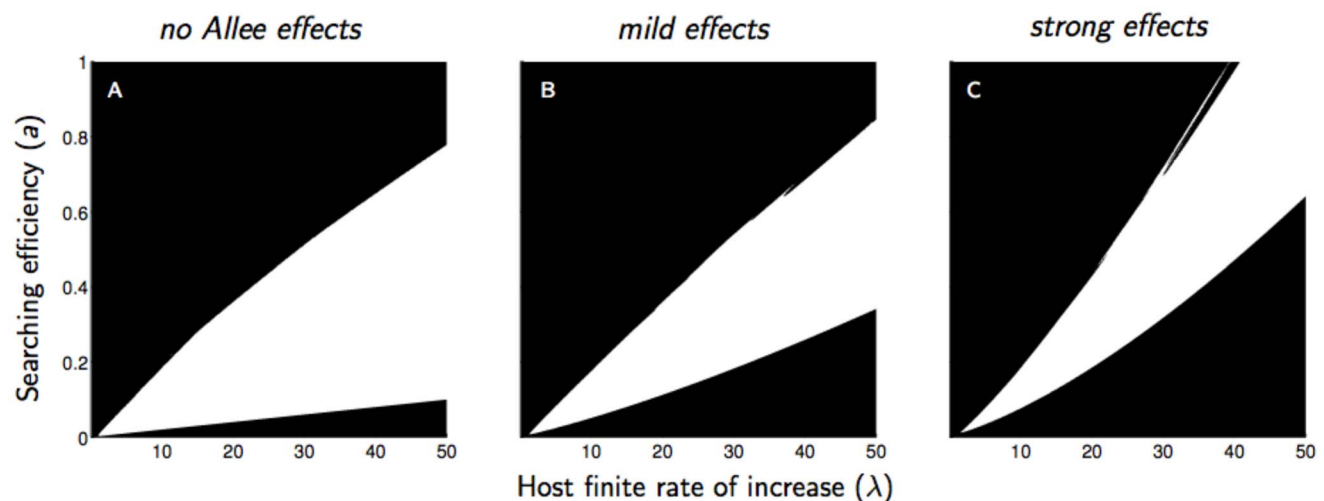 no Allee effects
mild effects
strong effects
Searching efficiency (a)
1
0.8
0.6
0.4
0.2
0
A
10
20
30
40
50
B
10
20
30
40
50
C
10
20
30
40
50
Host finite rate of increase (λ)